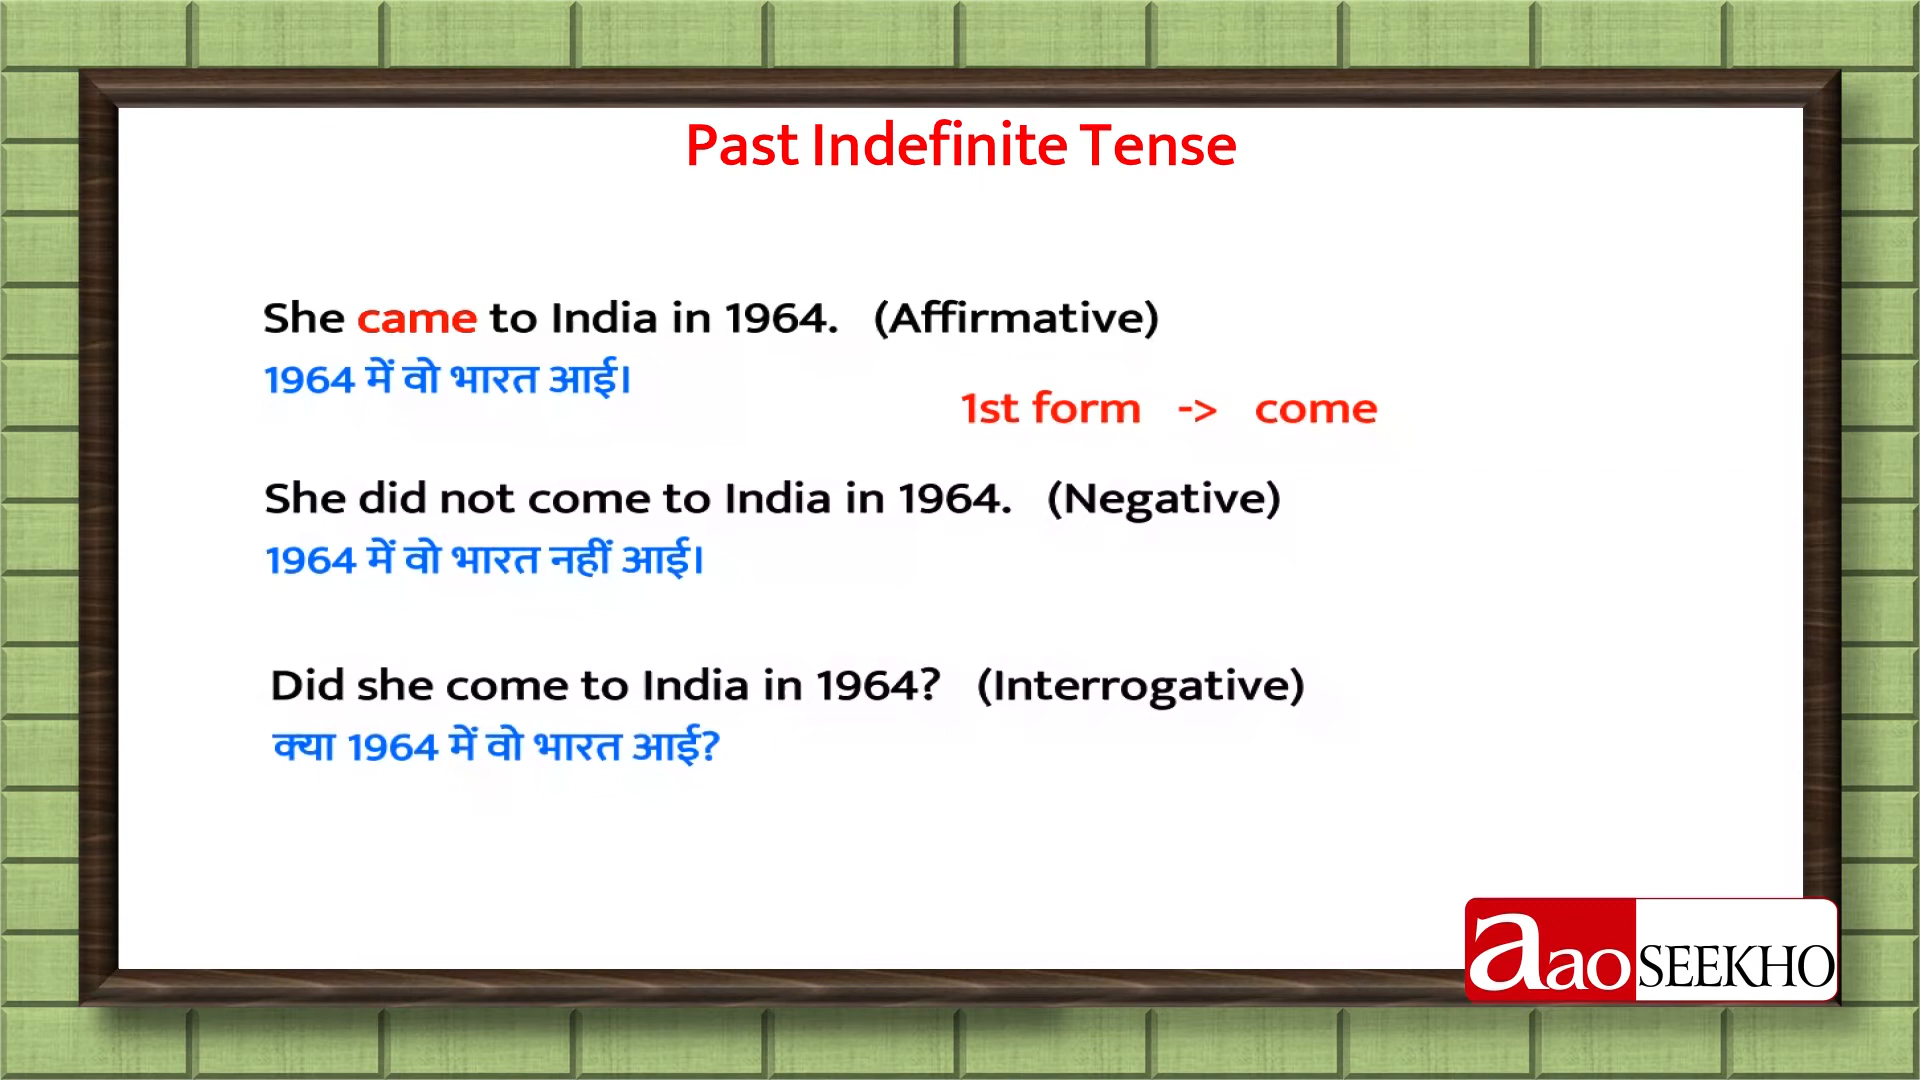 Past Indefinite Tense
She came to India in 1964. (Affirmative)
1964 में वो भारत आई।
1st form -> come
She did not come to India in 1964. (Negative)
1964 में वो भारत नहीं आई।
Did she come to India in 1964? (Interrogative)
क्या 1964 में वो भारत आई?
aao SEEKHO